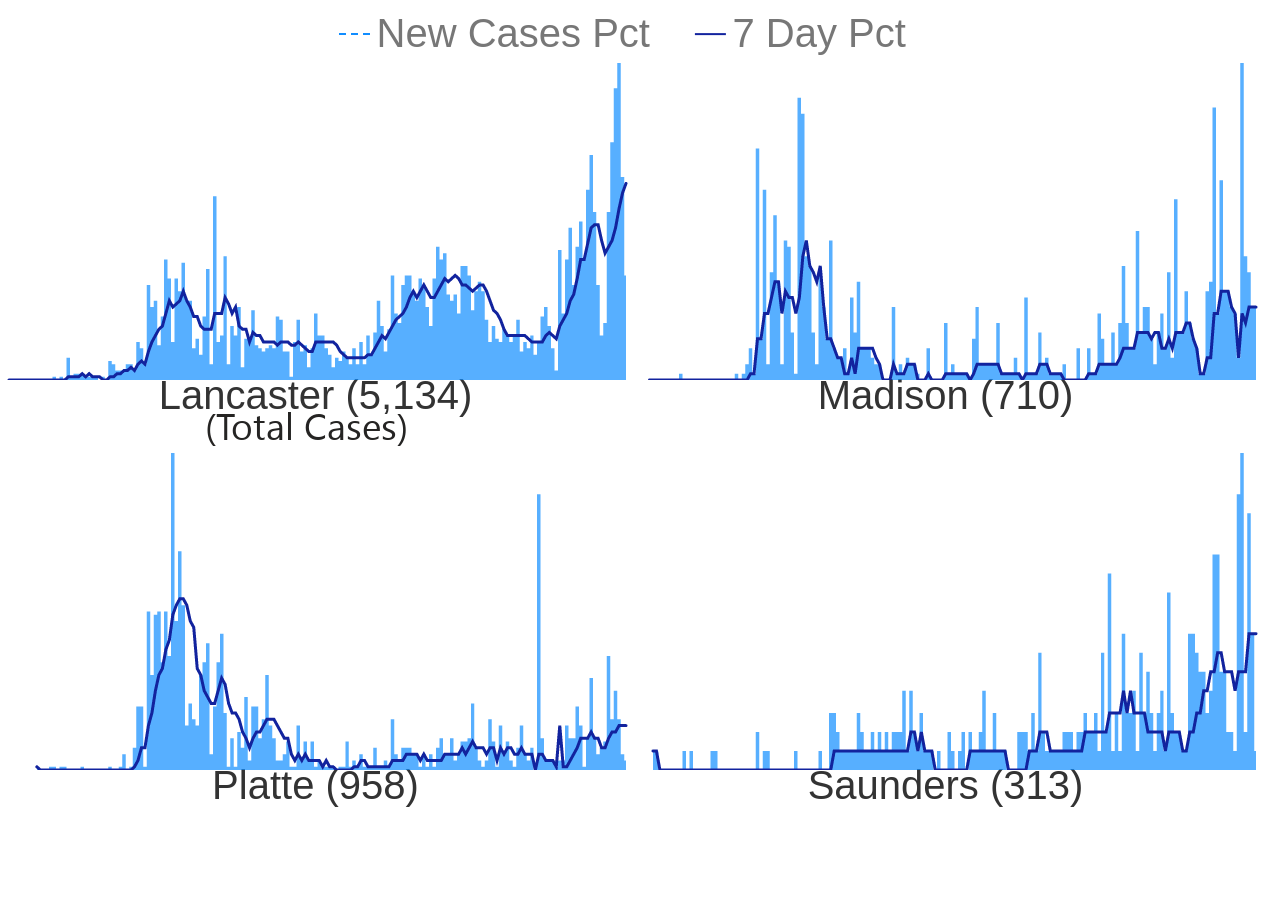 New Cases Pct 7 Day Pct
Lancaster (5,134)
(Total Cases)
Madison (710)
Platte (958)
Saunders (313)